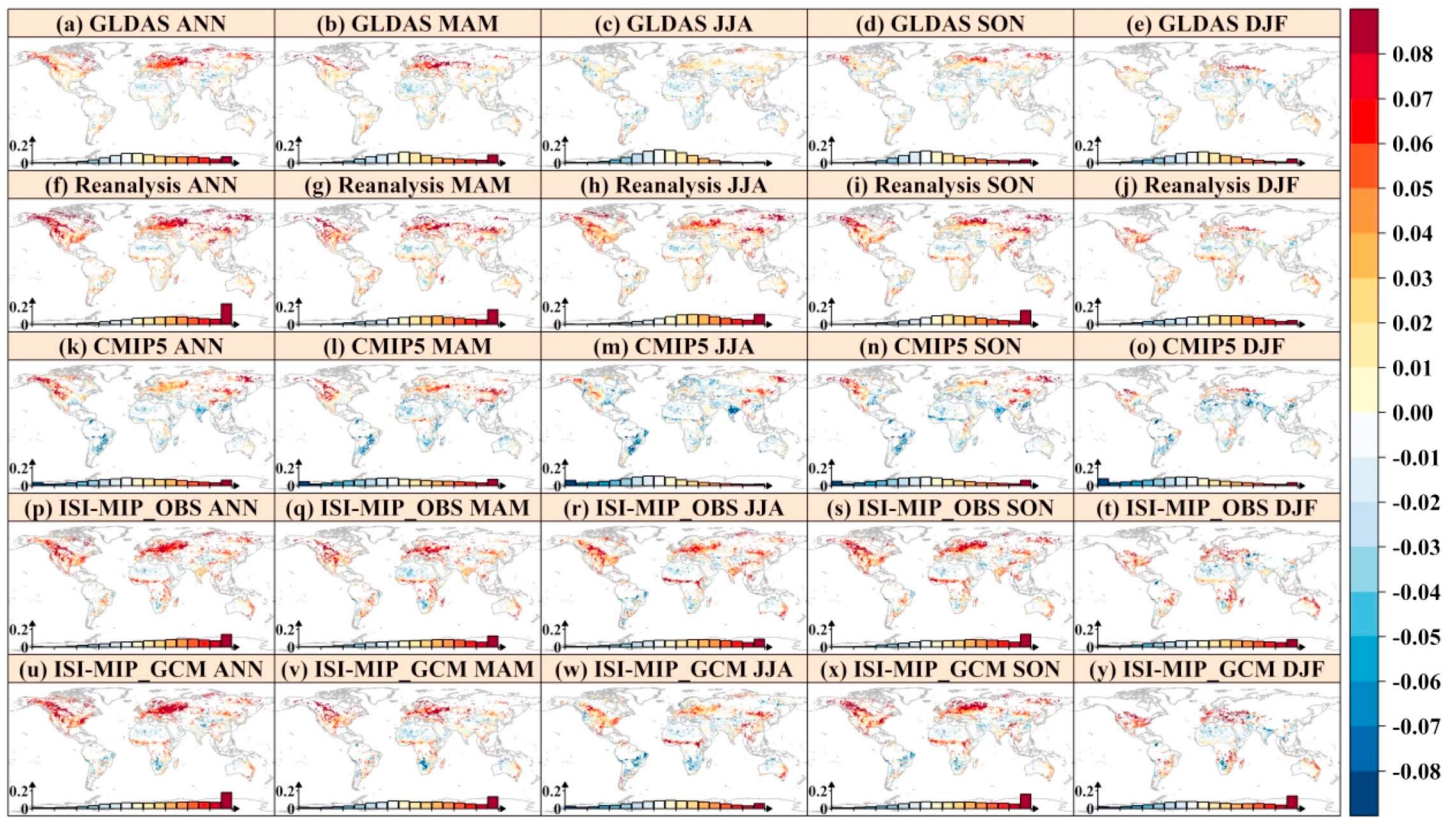 (a) GLDAS ANN
(b) GLDAS MAM
(c) GLDAS JJA
(d) GLDAS SON
(e) GLDAS DJF
0.2
0
0.2
0
0.2
0
0.2
0
0.2
0
(f) Reanalysis ANN
(g) Reanalysis MAM
(h) Reanalysis JJA
(i) Reanalysis SON
(j) Reanalysis DJF
0.2
0
0.2
0
0.2
0
0.2
0
0.2
0
(k) CMIP5 ANN
(l) CMIP5 MAM
(m) CMIP5 JJA
(n) CMIP5 SON
(o) CMIP5 DJF
0.2
0
0.2
0
0.2
0
0.2
0
0.2
0
(p) ISI-MIP_OBS ANN
(q) ISI-MIP_OBS MAM
(r) ISI-MIP_OBS JJA
(s) ISI-MIP_OBS SON
(t) ISI-MIP_OBS DJF
0.2
0
0.2
0
0.2
0
0.2
0
0.2
0
(u) ISI-MIP_GCM ANN
(v) ISI-MIP_GCM MAM
(w) ISI-MIP_GCM JJA
(x) ISI-MIP_GCM SON
(y) ISI-MIP_GCM DJF
0.2
0
0.2
0
0.2
0
0.2
0
0.2
0
0.08
0.07
0.06
0.05
0.04
0.03
0.02
0.01
0.00
-0.01
-0.02
-0.03
-0.04
-0.05
-0.06
-0.07
-0.08